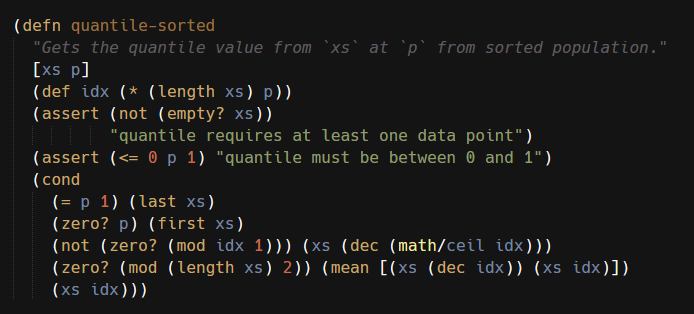 (defn quantile-sorted
  "Gets the quantile value from `xs` at `p` from sorted population."
  [xs p]
  (def idx (* (length xs) p))
  (assert (not (empty? xs))
          "quantile requires at least one data point")
  (assert (<= 0 p 1) "quantile must be between 0 and 1")
  (cond
    (= p 1) (last xs)
    (zero? p) (first xs)
    (not (zero? (mod idx 1))) (xs (dec (math/ceil idx)))
    (zero? (mod (length xs) 2)) (mean [(xs (dec idx)) (xs idx)])
    (xs idx)))